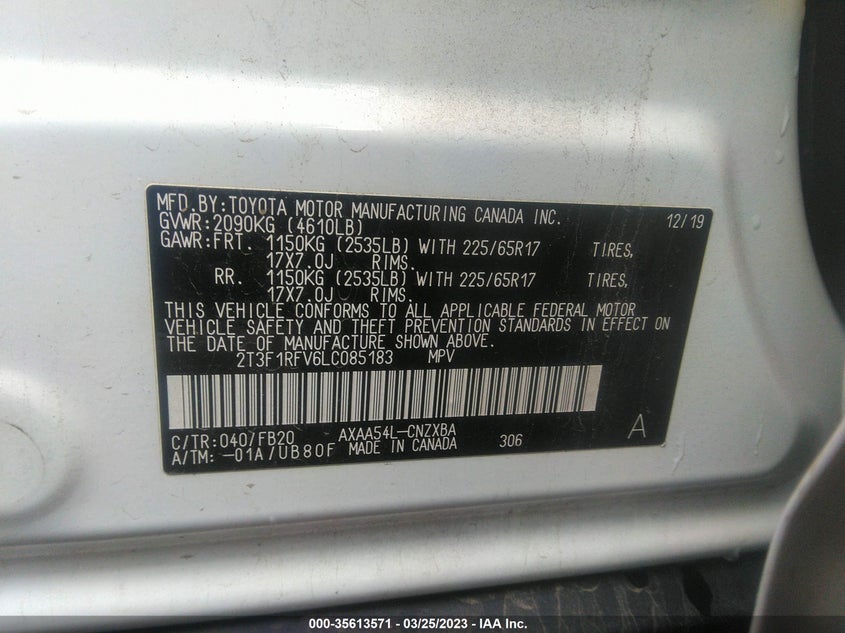 MFD.BY:TOYOTA MOTOR MANUFACTURING CANADA INC. 12/19
GVWR:2090KG (4610LB)
GAWR:FRT. 1150KG (2535LB) WITH 225/65R17 TIRES,
17X7.0J RIMS.
RR. 1150KG (2535LB) WITH 225/65R17 TIRES,
17X7.0J RIMS.
THIS VEHICLE CONFORMS TO ALL APPLICABLE FEDERAL MOTOR
VEHICLE SAFETY AND THEFT PREVENTION STANDARDS IN EFFECT ON
THE DATE OF MANUFACTURE SHOWN ABOVE.
2T3F1RFV6LC085183 MPV
C/TR:040/FB20 AXAA54L-CNZXBA 306 A
A/TM:-01A/UB80F MADE IN CANADA
000-35613571 / 03/25/2023 / IAA Inc.